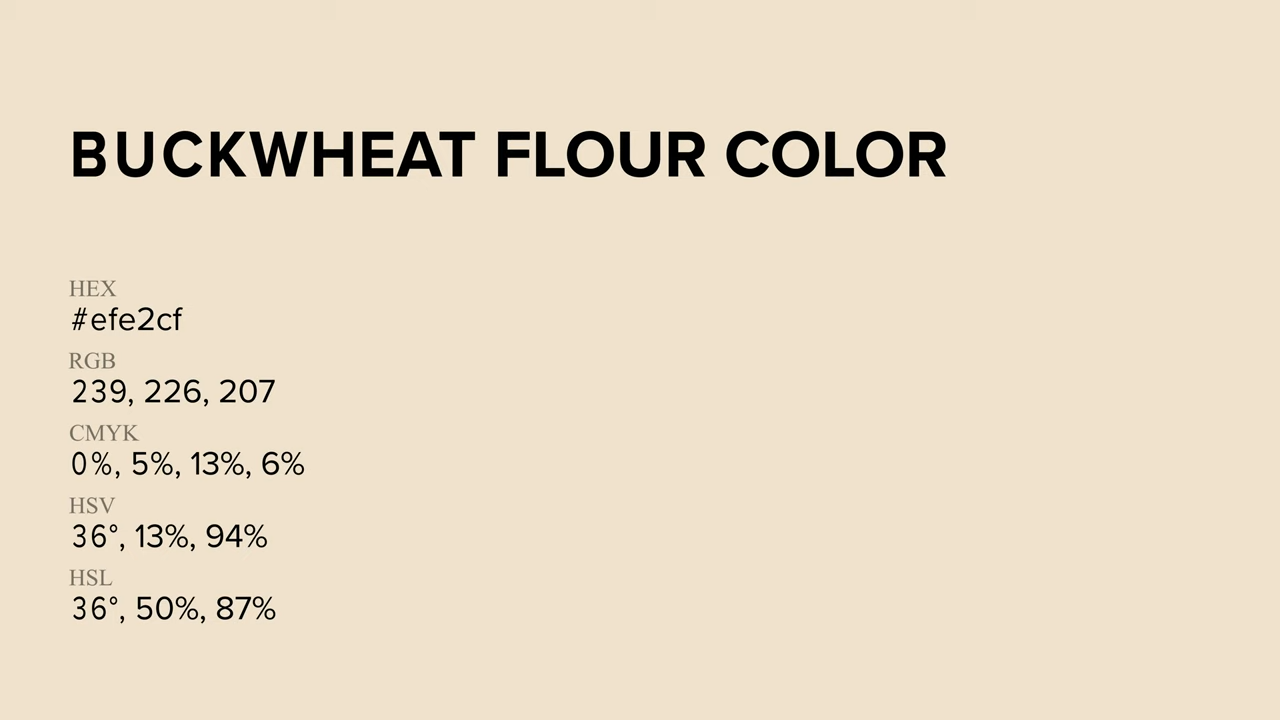 BUCKWHEAT FLOUR COLOR
HEX
#efe2cf
RGB
239, 226, 207
CMYK
0%, 5%, 13%, 6%
HSV
36°, 13%, 94%
HSL
36°, 50%, 87%